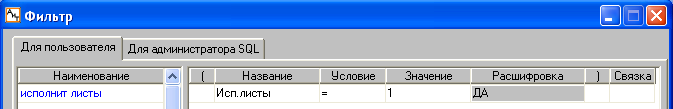 Фильтр
Для пользователя Для администратора SQL
Наименование ( Название Условие Значение Расшифровка ) Связка
исполнит листы Исп.листы = 1 ДА